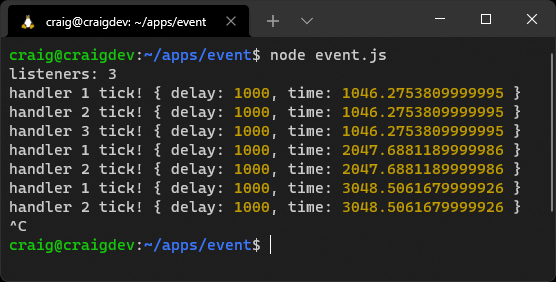 craig@craigdev: ~/apps/event
craig@craigdev:~/apps/event$ node event.js
listeners: 3
handler 1 tick! { delay: 1000, time: 1046.2753809999995 }
handler 2 tick! { delay: 1000, time: 1046.2753809999995 }
handler 3 tick! { delay: 1000, time: 1046.2753809999995 }
handler 1 tick! { delay: 1000, time: 2047.6881189999986 }
handler 2 tick! { delay: 1000, time: 2047.6881189999986 }
handler 1 tick! { delay: 1000, time: 3048.5061679999926 }
handler 2 tick! { delay: 1000, time: 3048.5061679999926 }
^C
craig@craigdev:~/apps/event$